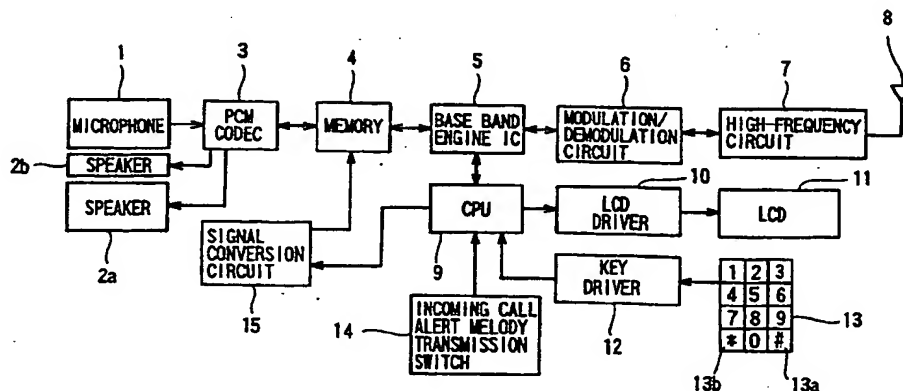 1
3
4
5
6
7
8
MICROPHONE
PCM
CODEC
MEMORY
BASE BAND
ENGINE IC
MODULATION/
DEMODULATION
CIRCUIT
HIGH-FREQUENCY
CIRCUIT
2b
SPEAKER
SPEAKER
2a
SIGNAL
CONVERSION
CIRCUIT
15
CPU
9
10
LCD
DRIVER
11
LCD
KEY
DRIVER
12
14
INCOMING CALL
ALERT MELODY
TRANSMISSION
SWITCH
1 2 3
4 5 6
7 8 9
* 0 #
13
13b
13a